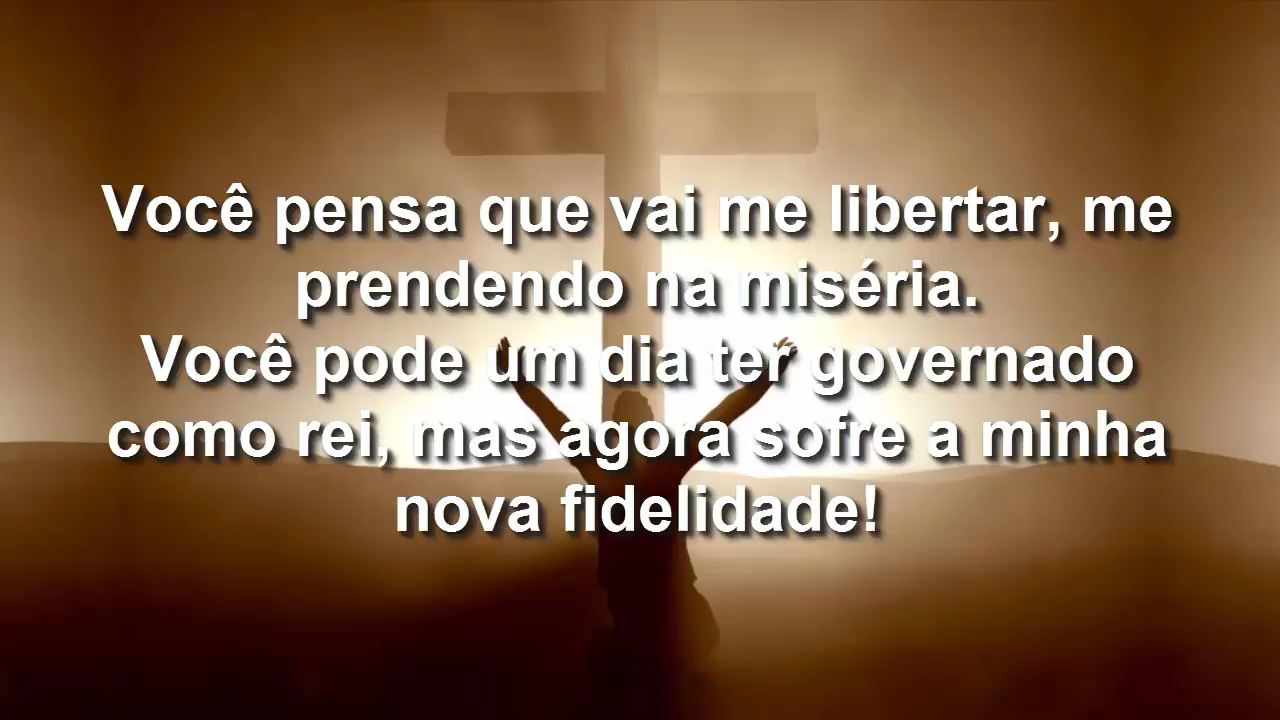 Você pensa que vai me libertar, me
prendendo na miséria.
Você pode um dia ter governado
como rei, mas agora sofre a minha
nova fidelidade!